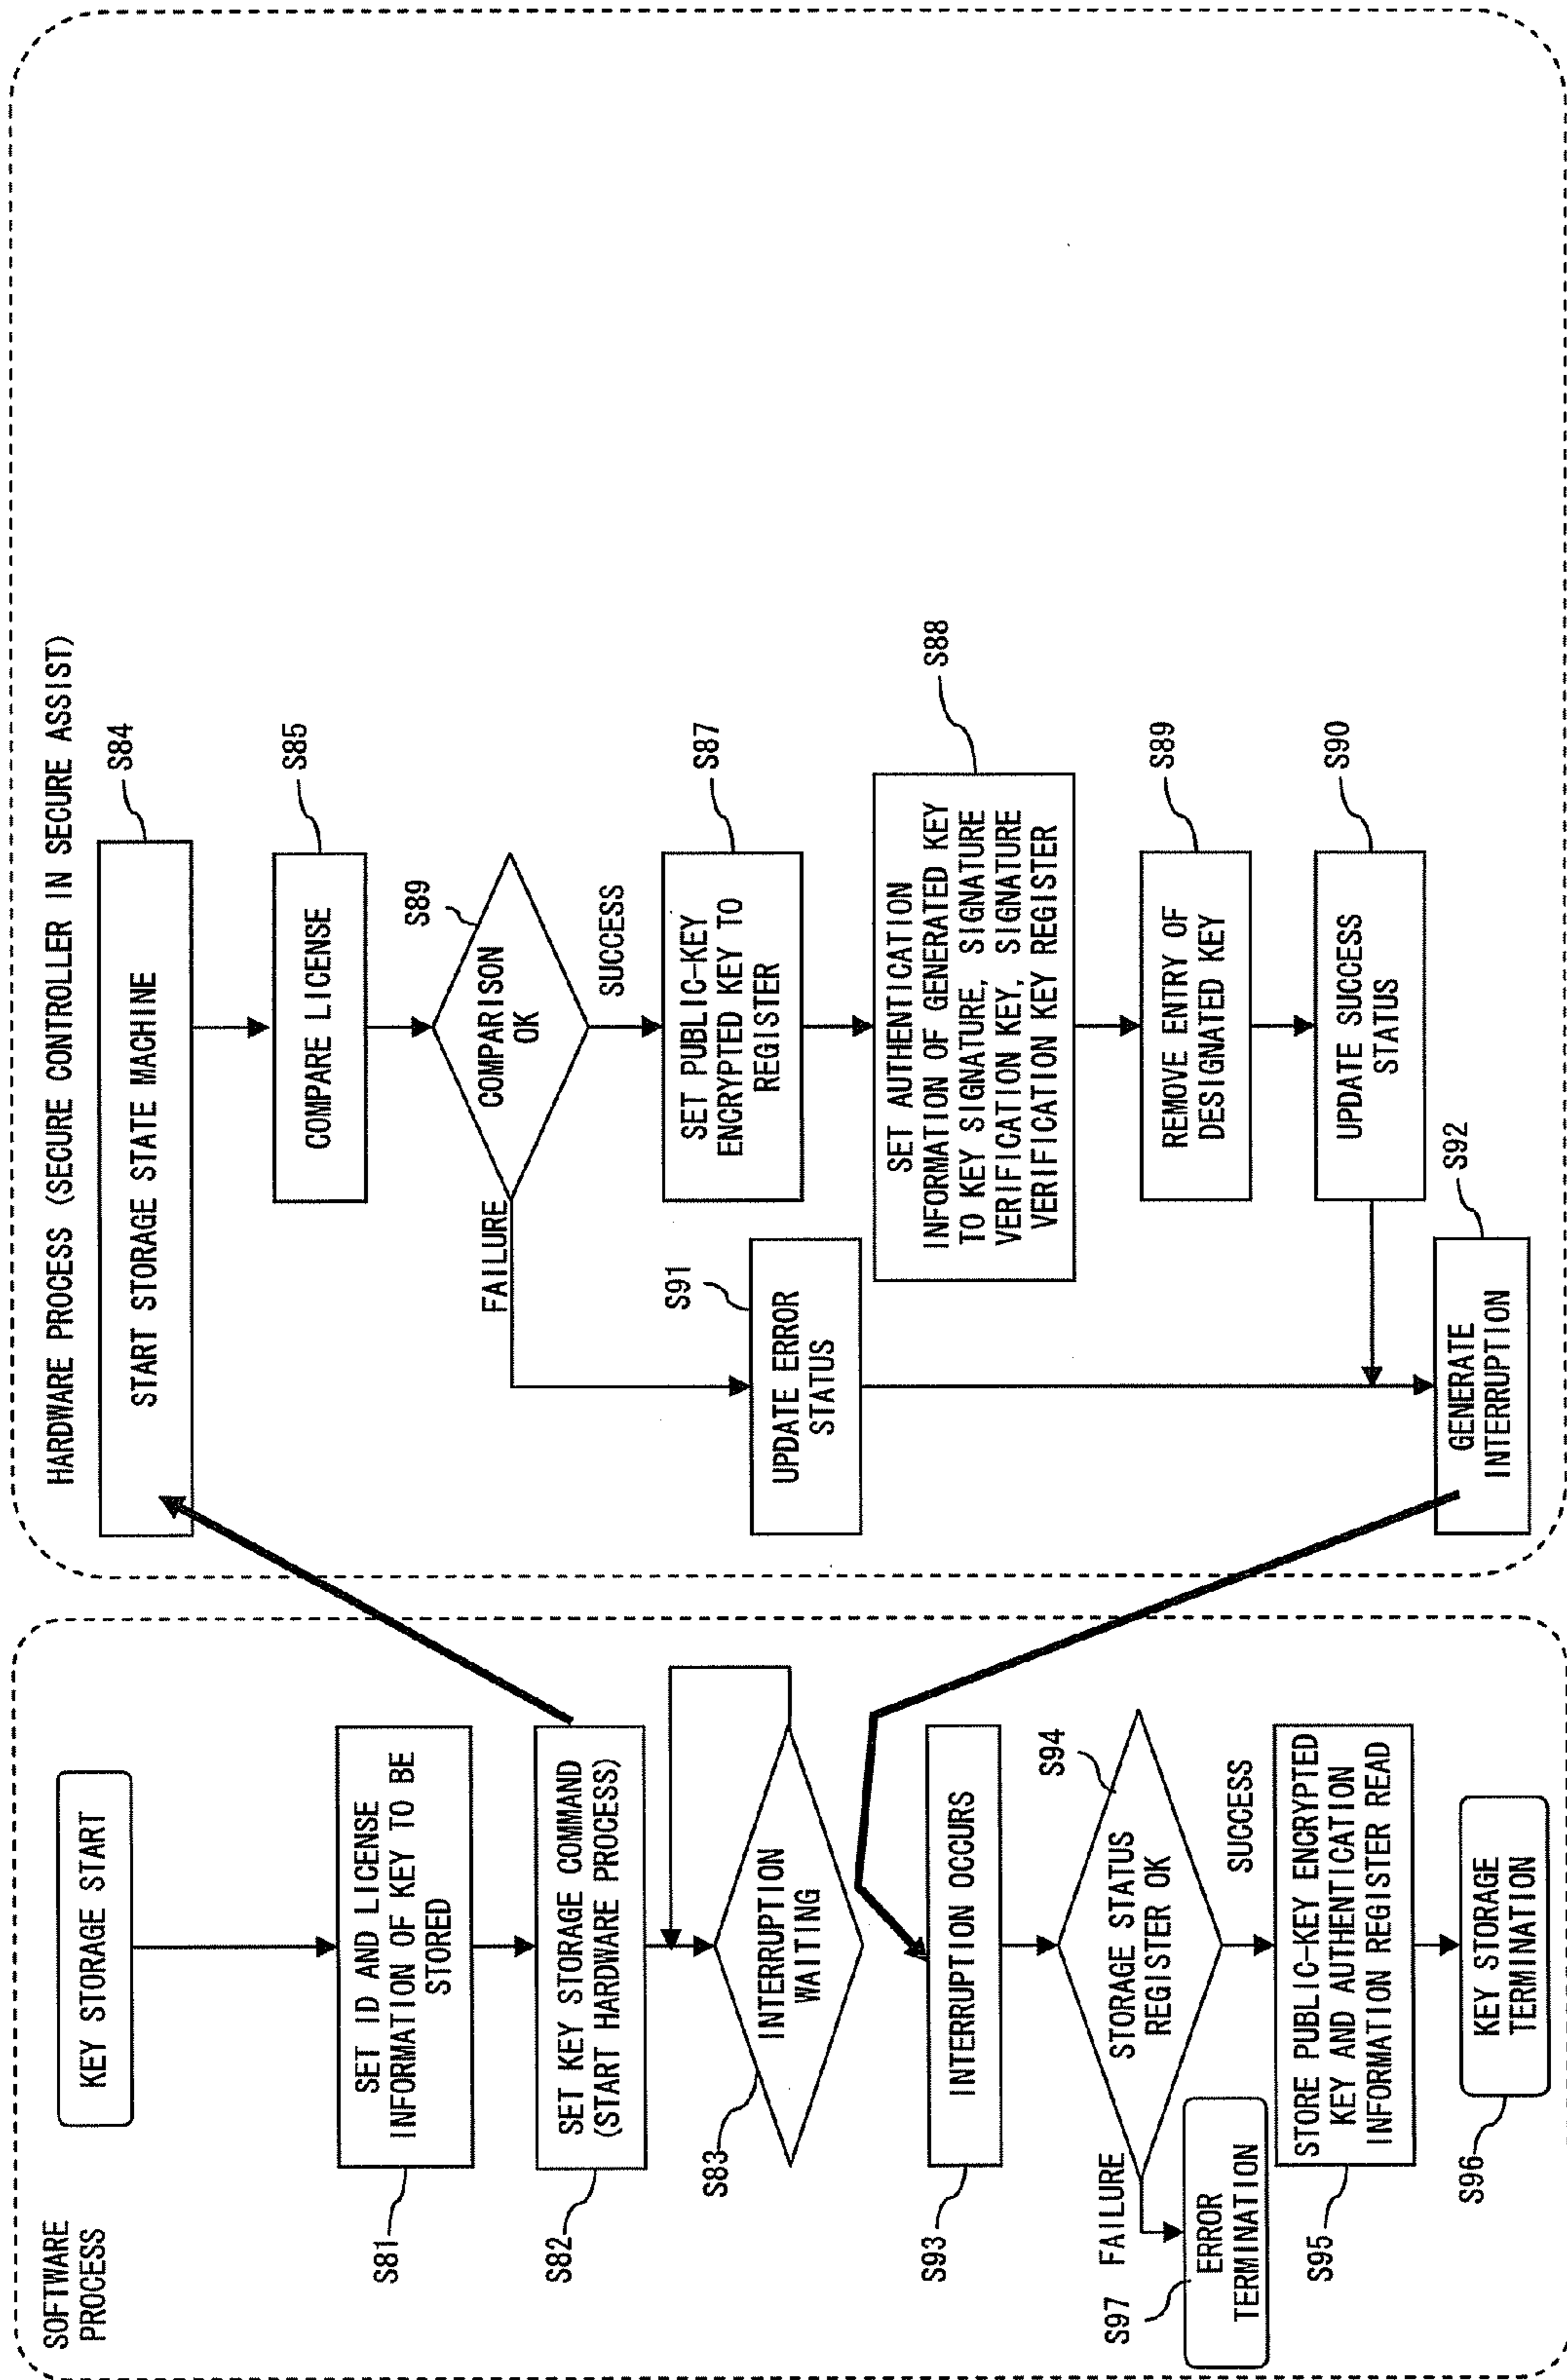 SOFTWARE
PROCESS
KEY STORAGE START
S81
SET ID AND LICENSE
INFORMATION OF KEY TO BE
STORED
S82
SET KEY STORAGE COMMAND
(START HARDWARE PROCESS)
S83
INTERRUPTION
WAITING
S93
INTERRUPTION OCCURS
S94
STORAGE STATUS
REGISTER OK
FAILURE
SUCCESS
S97
ERROR
TERMINATION
S95
STORE PUBLIC-KEY ENCRYPTED
KEY AND AUTHENTICATION
INFORMATION REGISTER READ
S96
KEY STORAGE
TERMINATION
HARDWARE PROCESS (SECURE CONTROLLER IN SECURE ASSIST)
S84
START STORAGE STATE MACHINE
S85
COMPARE LICENSE
S89
COMPARISON
OK
FAILURE
SUCCESS
S91
UPDATE ERROR
STATUS
S87
SET PUBLIC-KEY
ENCRYPTED KEY TO
REGISTER
S88
SET AUTHENTICATION
INFORMATION OF GENERATED KEY
TO KEY SIGNATURE, SIGNATURE
VERIFICATION KEY, SIGNATURE
VERIFICATION KEY REGISTER
S89
REMOVE ENTRY OF
DESIGNATED KEY
S90
UPDATE SUCCESS
STATUS
S92
GENERATE
INTERRUPTION